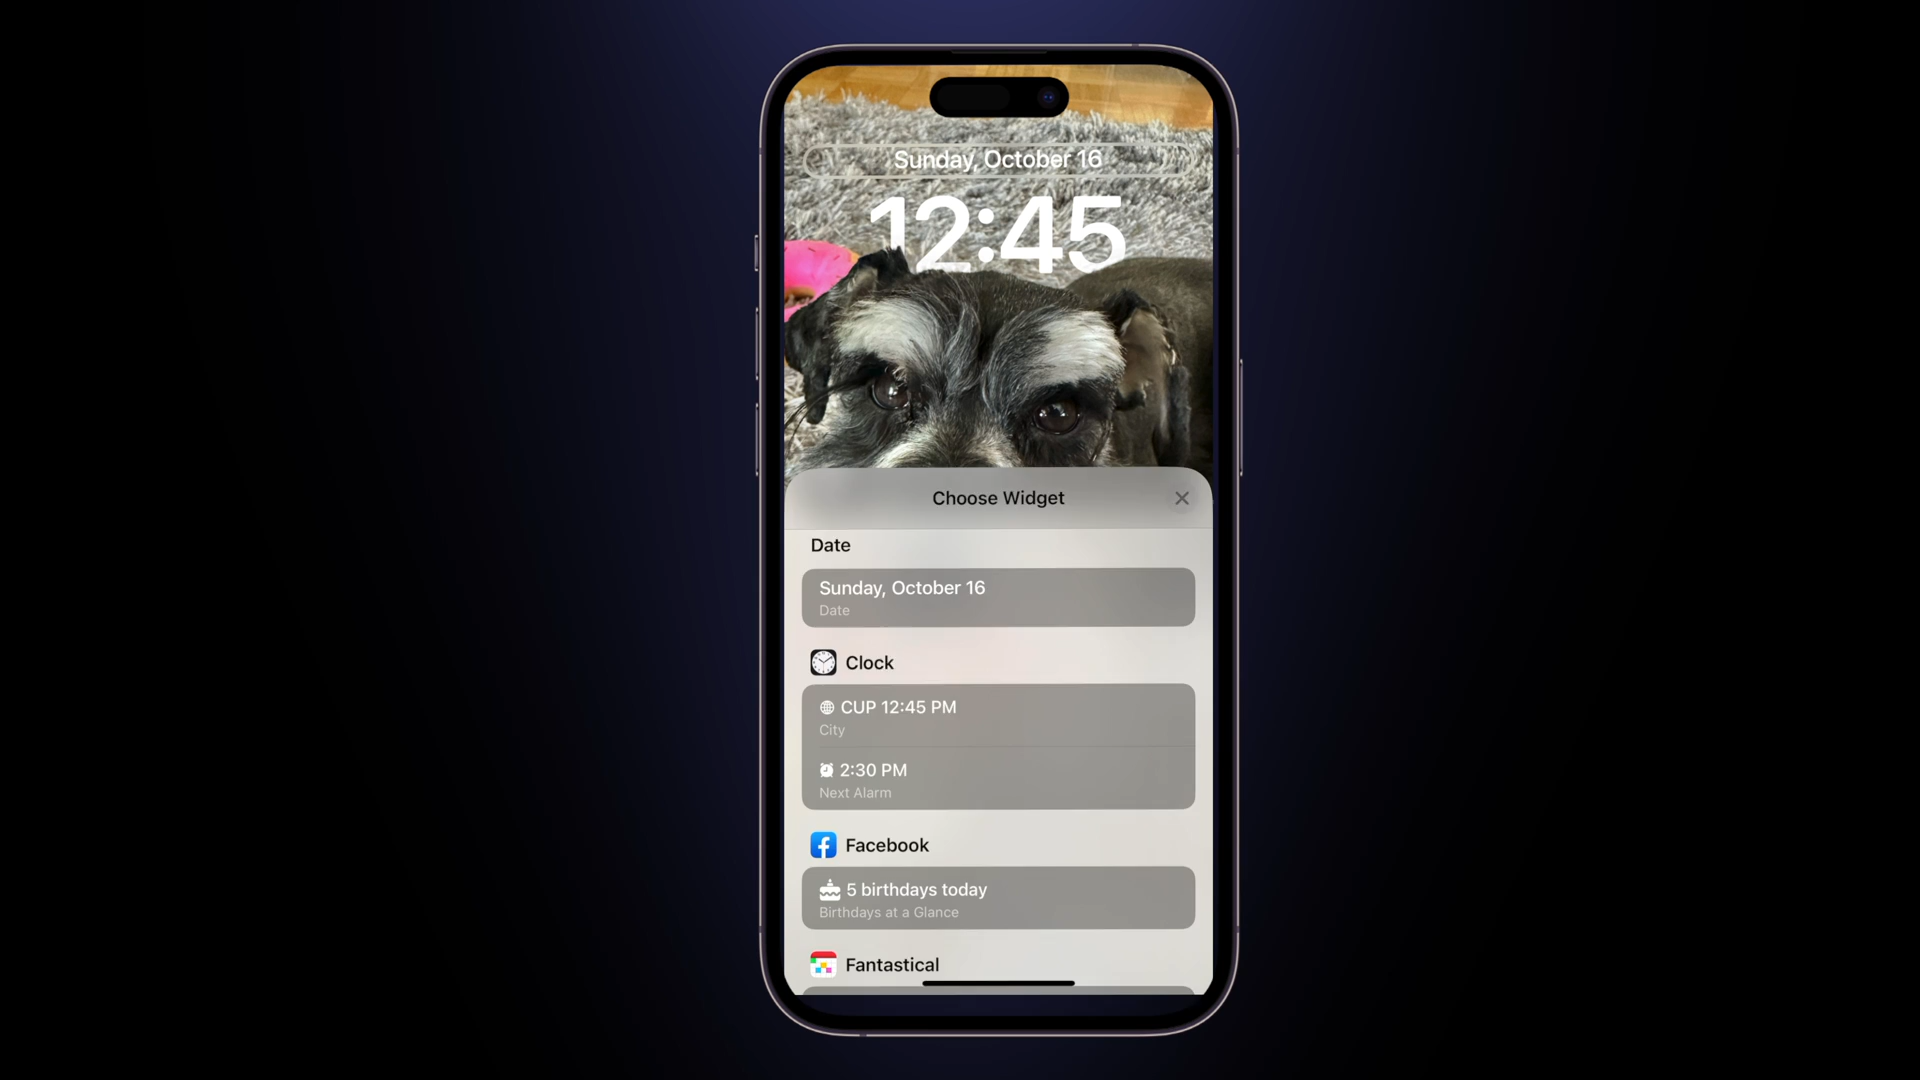 Sunday, October 16
12:45
Choose Widget
Date
Sunday, October 16
Date
Clock
CUP 12:45 PM
City
2:30 PM
Next Alarm
Facebook
5 birthdays today
Birthdays at a Glance
Fantastical